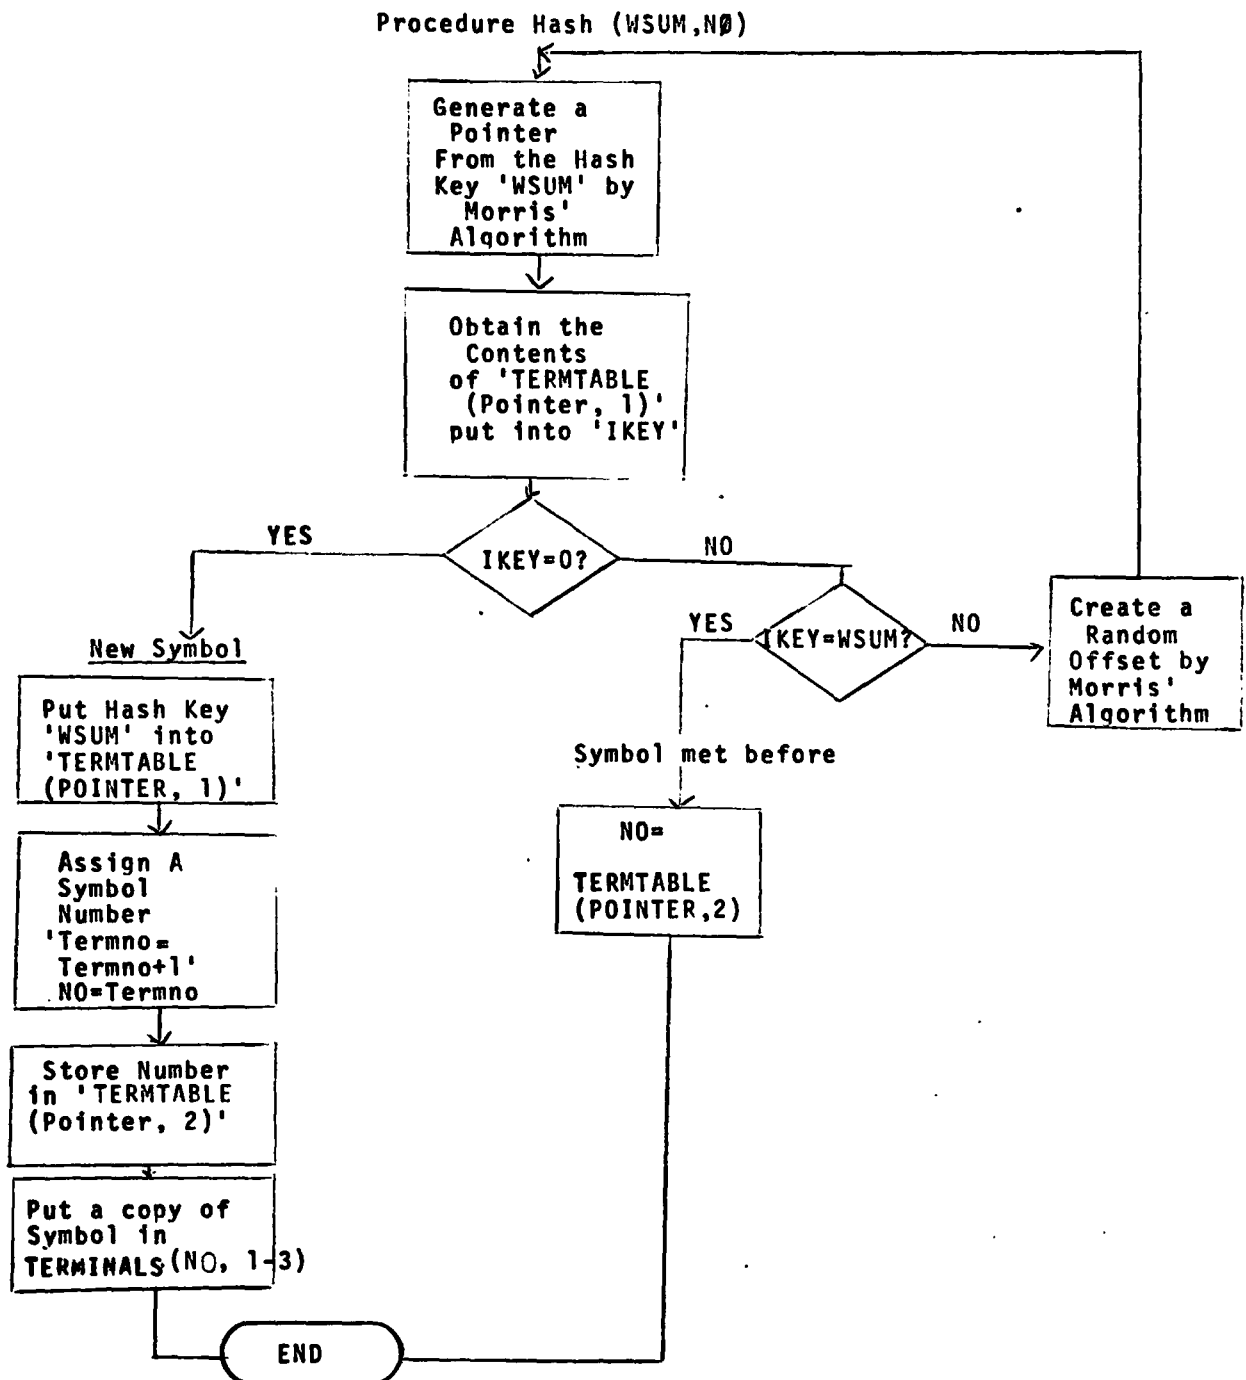 Procedure Hash (WSUM,NØ)
Generate a
Pointer
From the Hash
Key 'WSUM' by
Morris'
Algorithm
Obtain the
Contents
of 'TERMTABLE
(Pointer, 1)'
put into 'IKEY'
IKEY=0?
YES
NO
IKEY=WSUM?
YES
NO
Create a
Random
Offset by
Morris'
Algorithm
New Symbol
Put Hash Key
'WSUM' into
'TERMTABLE
(POINTER, 1)'
Symbol met before
NO=
TERMTABLE
(POINTER,2)
Assign A
Symbol
Number
'Termno=
Termno+1'
NO=Termno
Store Number
in 'TERMTABLE
(Pointer, 2)'
Put a copy of
Symbol in
TERMINALS (NO, 1-3)
END